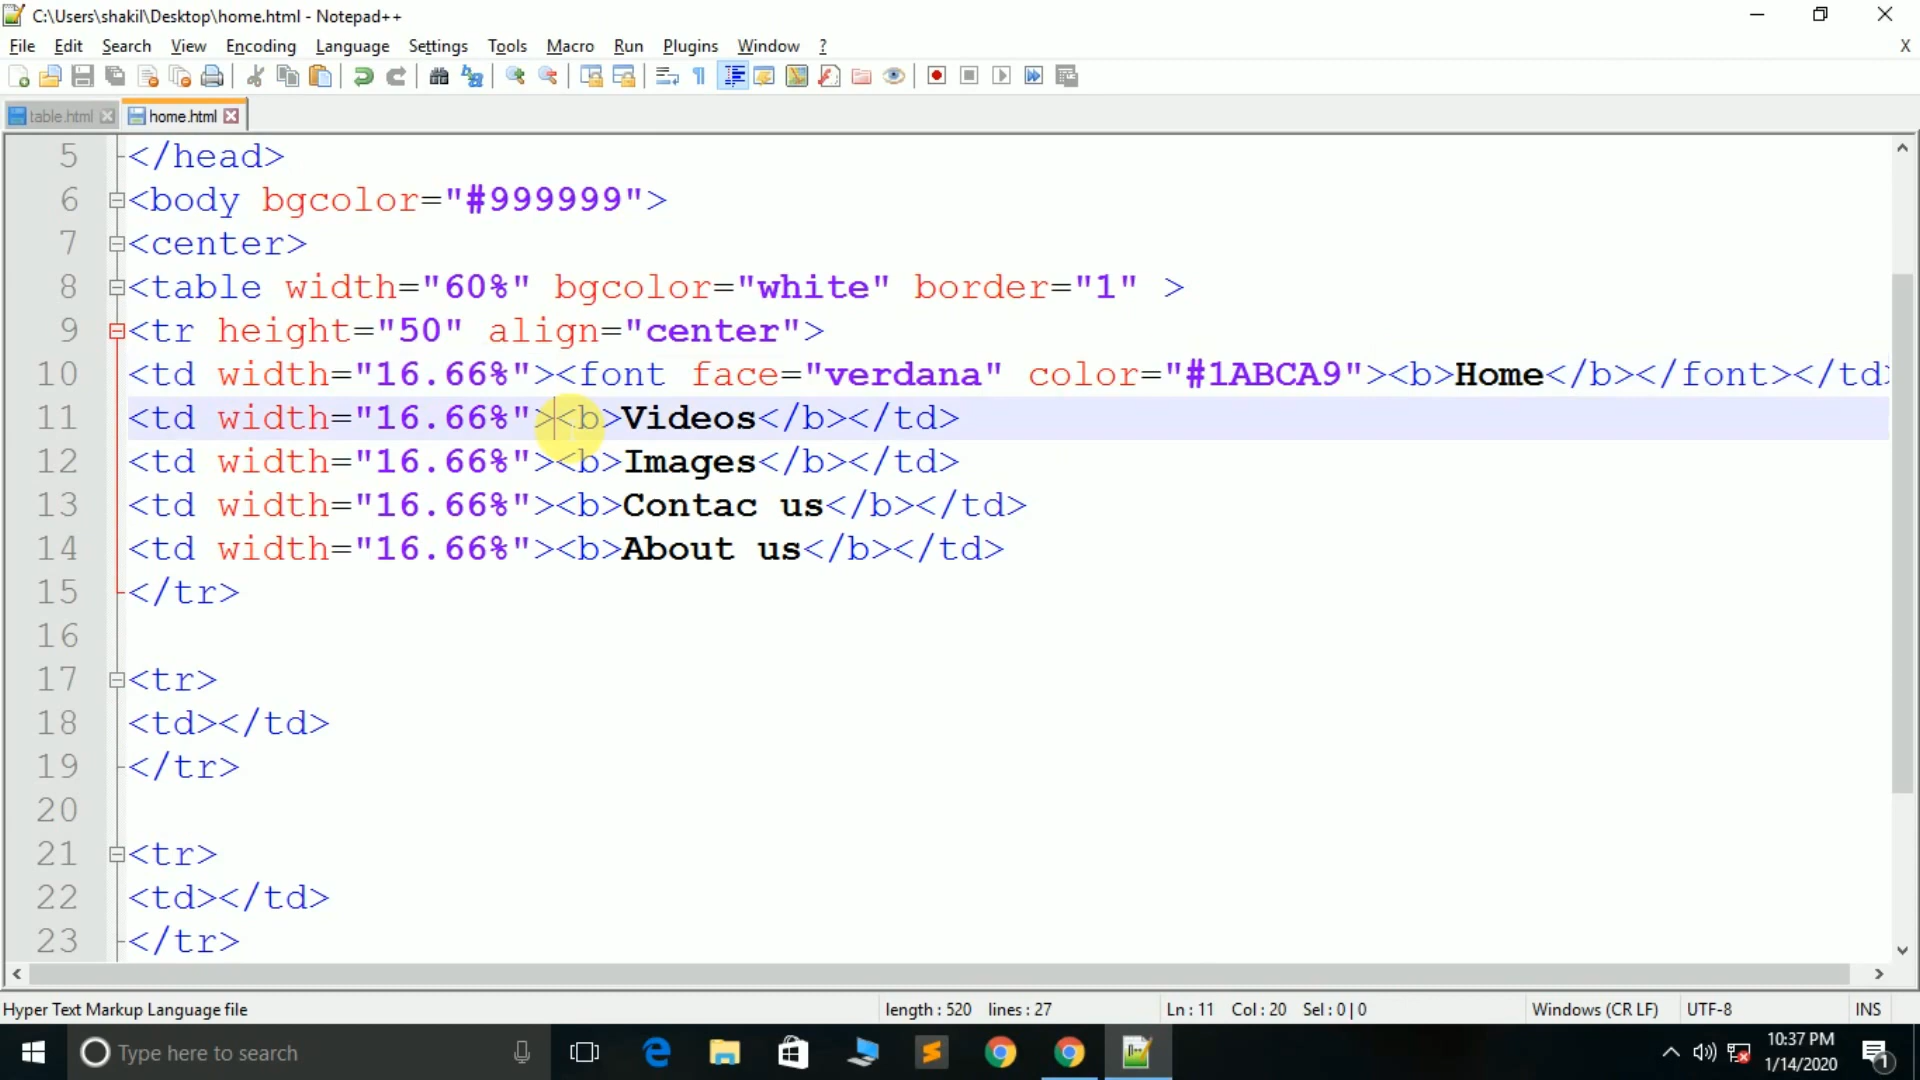 C:\Users\shakil\Desktop\home.html - Notepad++
File Edit Search View Encoding Language Settings Tools Macro Run Plugins Window ? X
table.html home.html
5 </head>
6 <body bgcolor="#999999">
7 <center>
8 <table width="60%" bgcolor="white" border="1" >
9 <tr height="50" align="center">
10 <td width="16.66%"><font face="verdana" color="#1ABCA9"><b>Home</b></font></td
11 <td width="16.66%"><b>Videos</b></td>
12 <td width="16.66%"><b>Images</b></td>
13 <td width="16.66%"><b>Contac us</b></td>
14 <td width="16.66%"><b>About us</b></td>
15 </tr>
16
17 <tr>
18 <td></td>
19 </tr>
20
21 <tr>
22 <td></td>
23 </tr>
Hyper Text Markup Language file length : 520 lines : 27 Ln : 11 Col : 20 Sel : 0 | 0 Windows (CR LF) UTF-8 INS
Type here to search
10:37 PM
1/14/2020
1